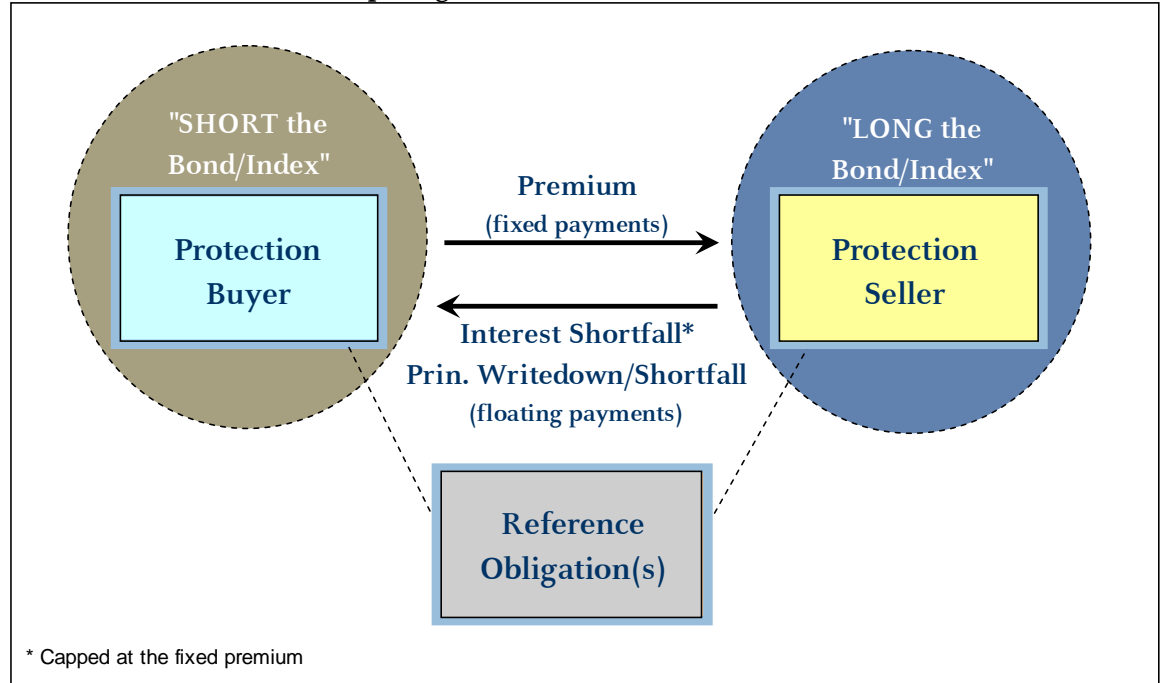 "SHORT the
Bond/Index"
Protection
Buyer
Premium
(fixed payments)
Interest Shortfall*
Prin. Writedown/Shortfall
(floating payments)
"LONG the
Bond/Index"
Protection
Seller
Reference
Obligation(s)
* Capped at the fixed premium